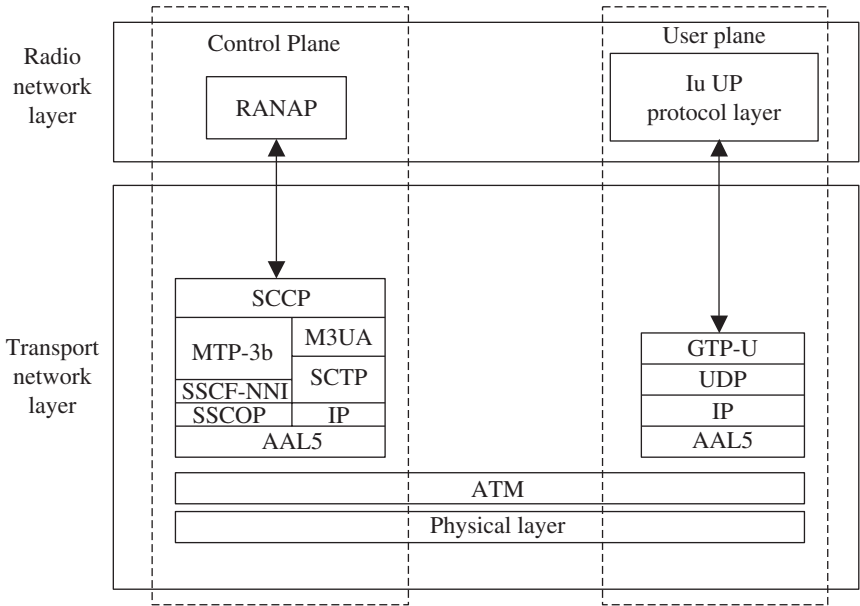 Radio
network
layer
Control Plane
RANAP
User plane
Iu UP
protocol layer
Transport
network
layer
SCCP
MTP-3b
M3UA
SCTP
SSCF-NNI
SSCOP
IP
AAL5
GTP-U
UDP
IP
AAL5
ATM
Physical layer